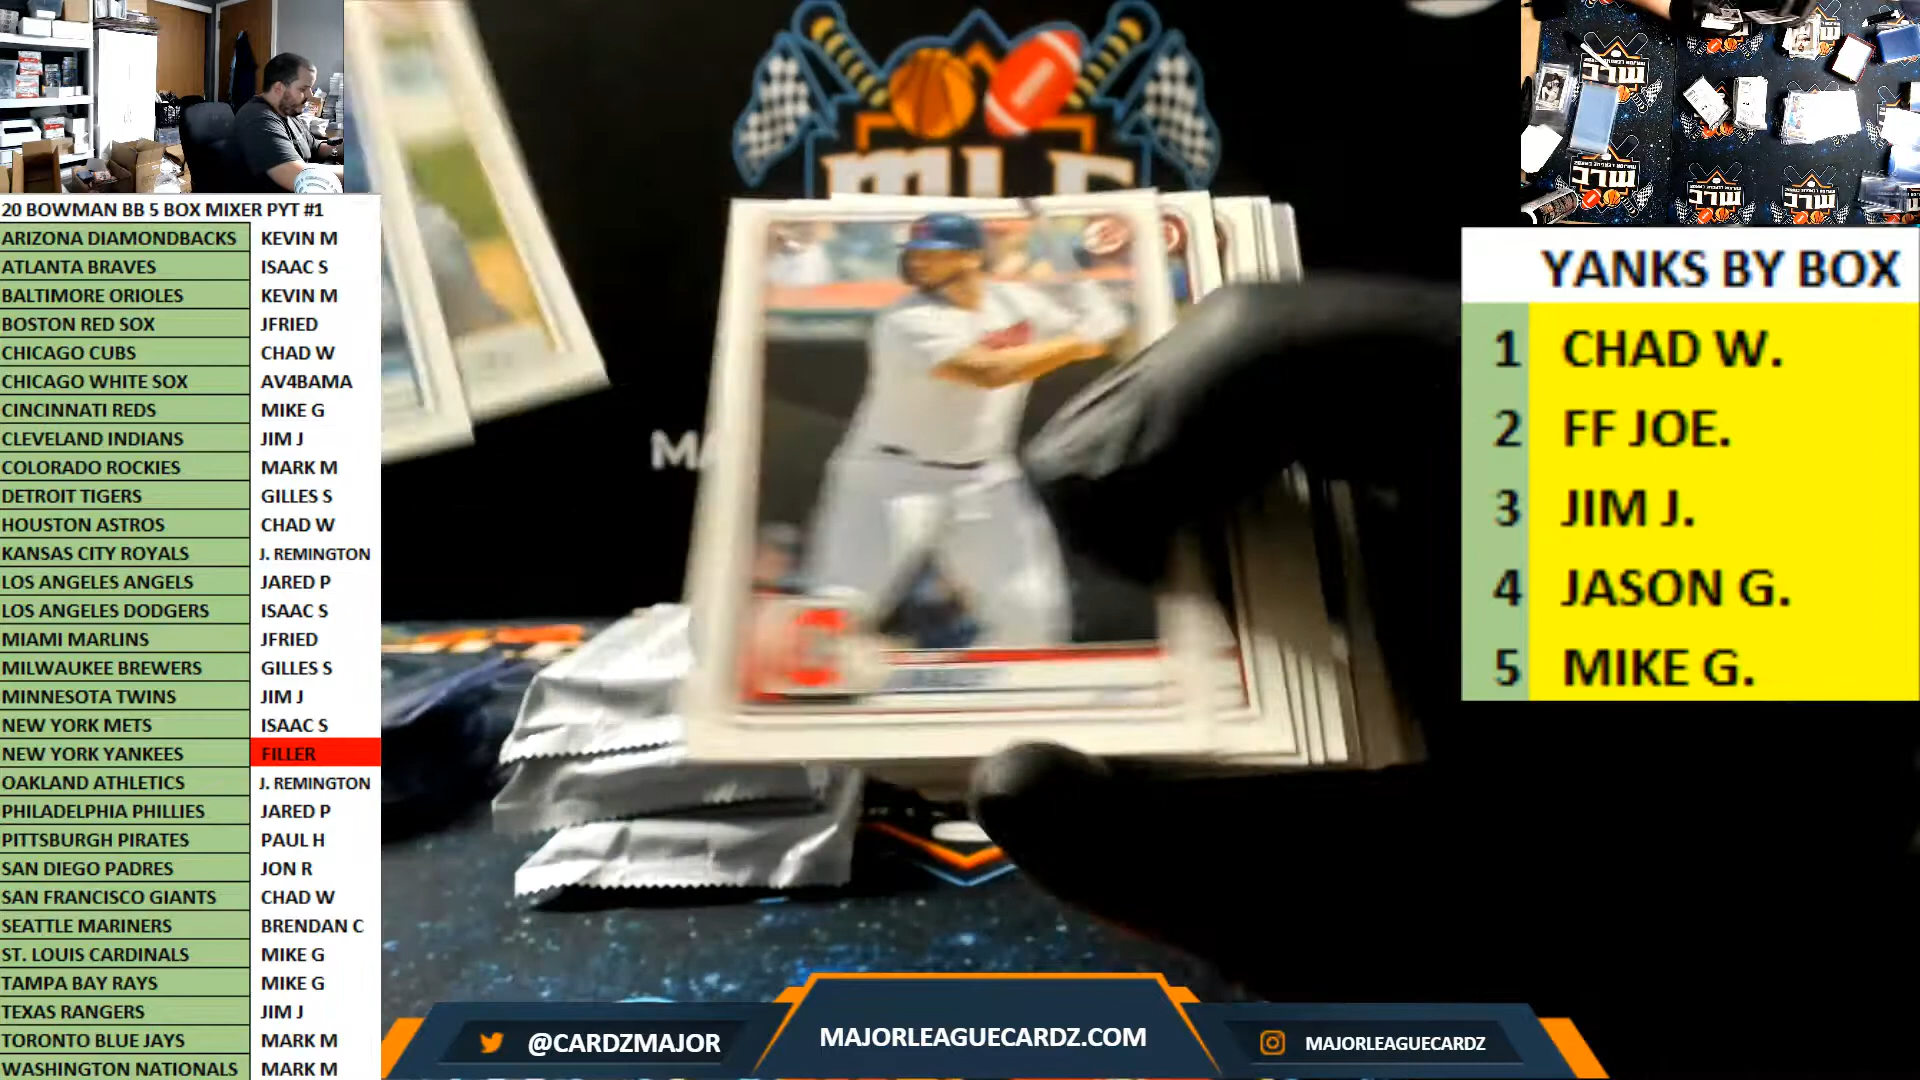 20 BOWMAN BB 5 BOX MIXER PYT #1
ARIZONA DIAMONDBACKS KEVIN M
ATLANTA BRAVES ISAAC S
BALTIMORE ORIOLES KEVIN M
BOSTON RED SOX JFRIED
CHICAGO CUBS CHAD W
CHICAGO WHITE SOX AV4BAMA
CINCINNATI REDS MIKE G
CLEVELAND INDIANS JIM J
COLORADO ROCKIES MARK M
DETROIT TIGERS GILLES S
HOUSTON ASTROS CHAD W
KANSAS CITY ROYALS J. REMINGTON
LOS ANGELES ANGELS JARED P
LOS ANGELES DODGERS ISAAC S
MIAMI MARLINS JFRIED
MILWAUKEE BREWERS GILLES S
MINNESOTA TWINS JIM J
NEW YORK METS ISAAC S
NEW YORK YANKEES FILLER
OAKLAND ATHLETICS J. REMINGTON
PHILADELPHIA PHILLIES JARED P
PITTSBURGH PIRATES PAUL H
SAN DIEGO PADRES JON R
SAN FRANCISCO GIANTS CHAD W
SEATTLE MARINERS BRENDAN C
ST. LOUIS CARDINALS MIKE G
TAMPA BAY RAYS MIKE G
TEXAS RANGERS JIM J
TORONTO BLUE JAYS MARK M
WASHINGTON NATIONALS MARK M
MLC
C
YANKS BY BOX
1 CHAD W.
2 FF JOE.
3 JIM J.
4 JASON G.
5 MIKE G.
@CARDZMAJOR
MAJORLEAGUECARDZ.COM
MAJORLEAGUECARDZ